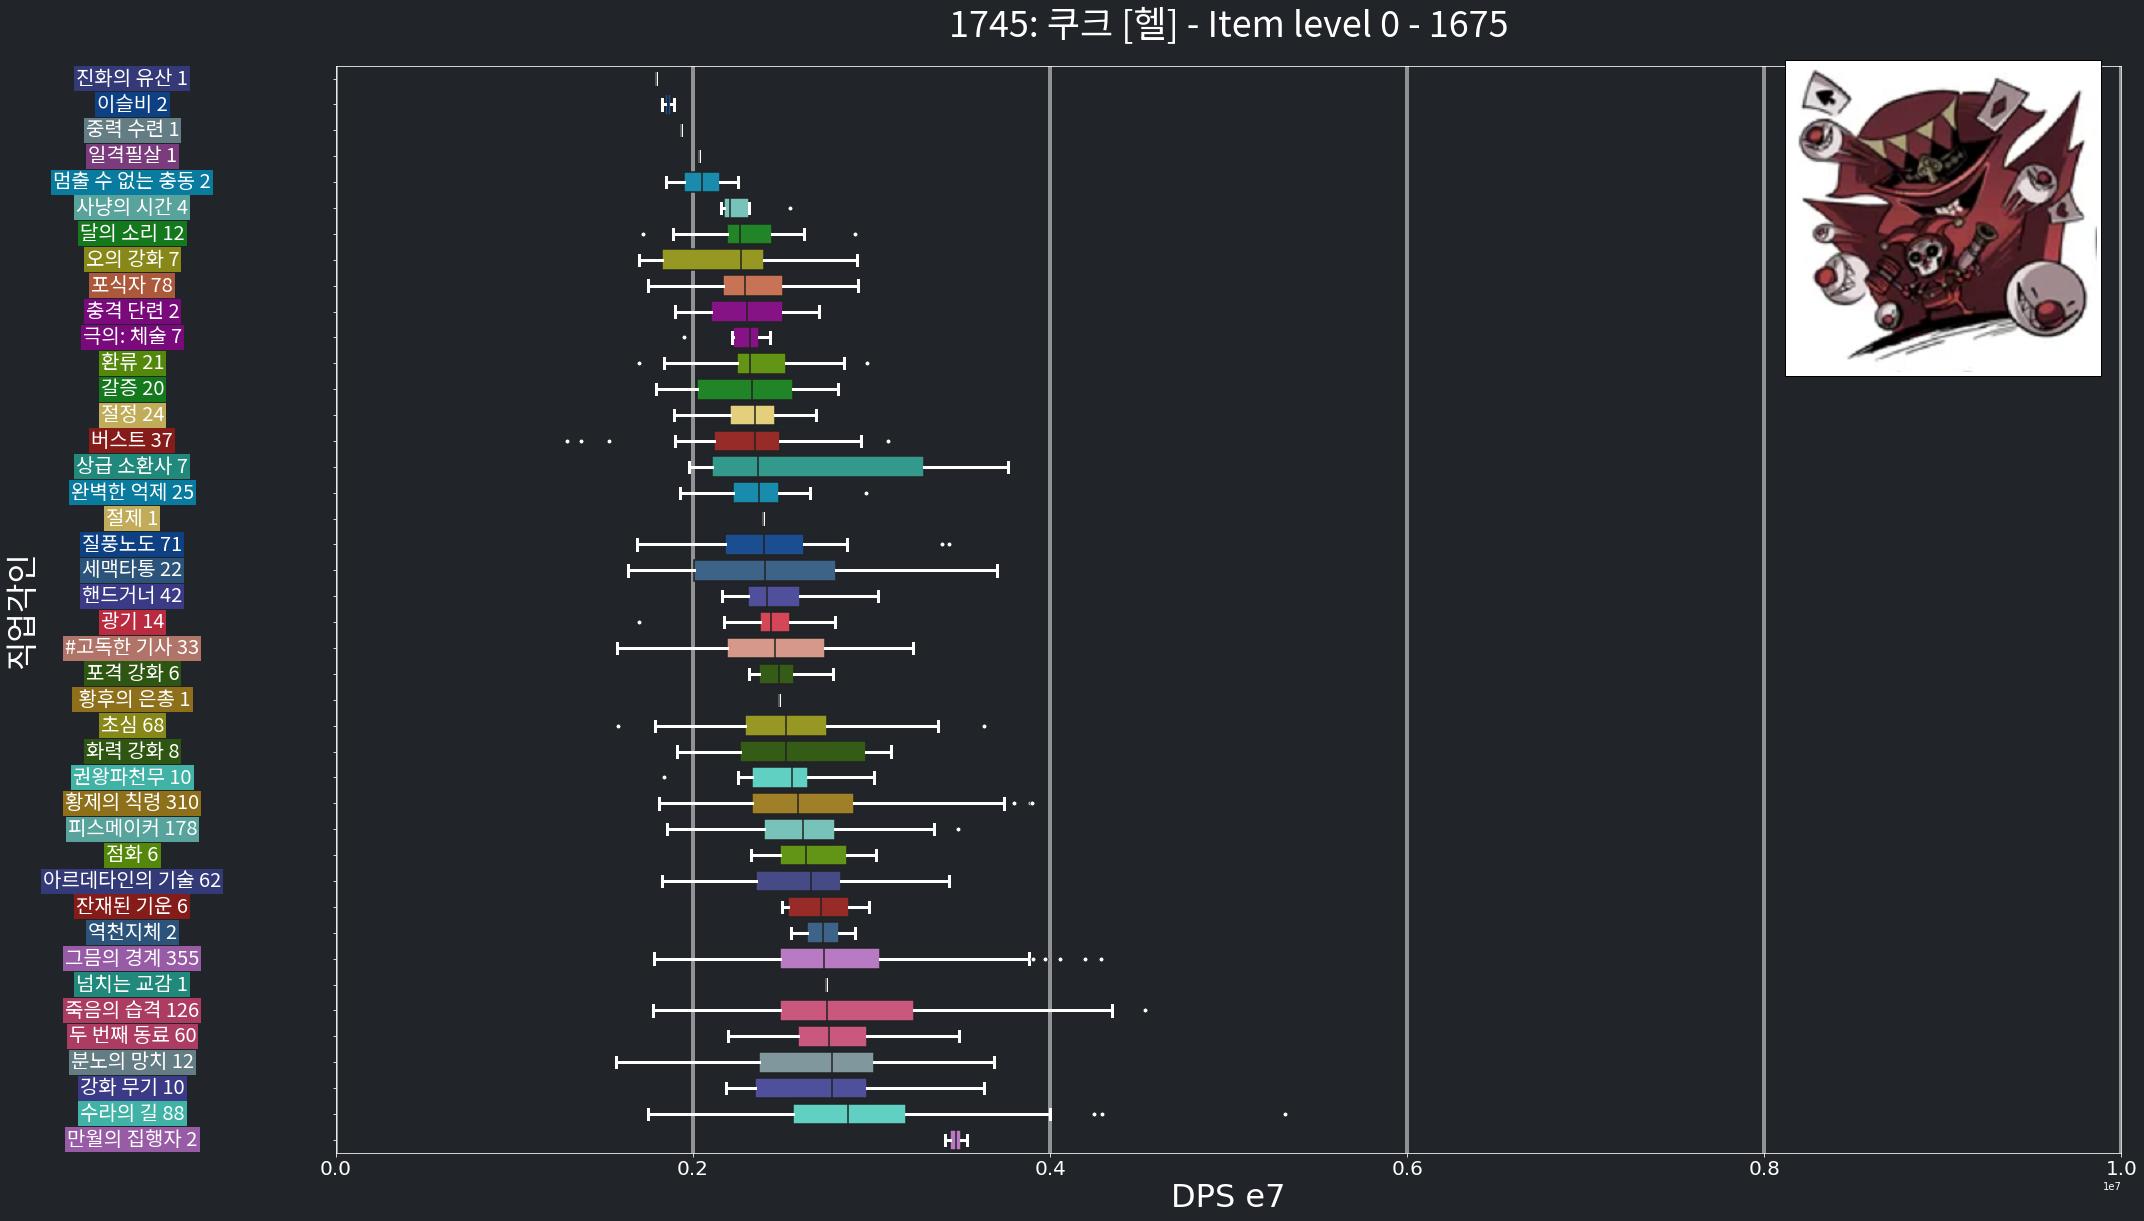 1745: 쿠크 [헬] - Item level 0 - 1675
진화의 유산 1
이슬비 2
중력 수련 1
일격필살 1
멈출 수 없는 충동 2
사냥의 시간 4
달의 소리 12
오의 강화 7
포식자 78
충격 단련 2
극의: 체술 7
환류 21
갈증 20
절정 24
버스트 37
상급 소환사 7
완벽한 억제 25
절제 1
질풍노도 71
세맥타통 22
핸드거너 42
광기 14
#고독한 기사 33
포격 강화 6
황후의 은총 1
초심 68
화력 강화 8
권왕파천무 10
황제의 칙령 310
피스메이커 178
점화 6
아르데타인의 기술 62
잔재된 기운 6
역천지체 2
그믐의 경계 355
넘치는 교감 1
죽음의 습격 126
두 번째 동료 60
분노의 망치 12
강화 무기 10
수라의 길 88
만월의 집행자 2
직업각인
0.0 0.2 0.4 0.6 0.8 1.0
1e7
DPS e7